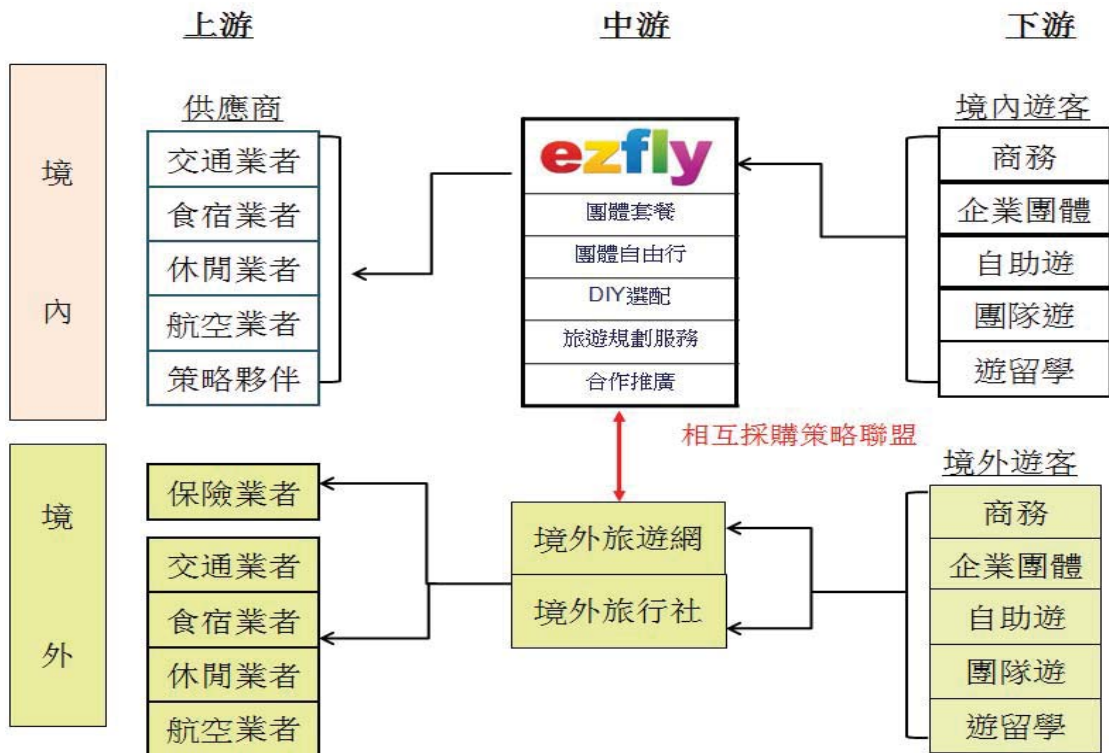 上游
中游
下游
境
內
供應商
交通業者
食宿業者
休閒業者
航空業者
策略夥伴
ezfly
團體套餐
團體自由行
DIY選配
旅遊規劃服務
合作推廣
境內遊客
商務
企業團體
自助遊
團隊遊
遊留學
相互採購策略聯盟
境
外
保險業者
交通業者
食宿業者
休閒業者
航空業者
境外旅遊網
境外旅行社
境外遊客
商務
企業團體
自助遊
團隊遊
遊留學